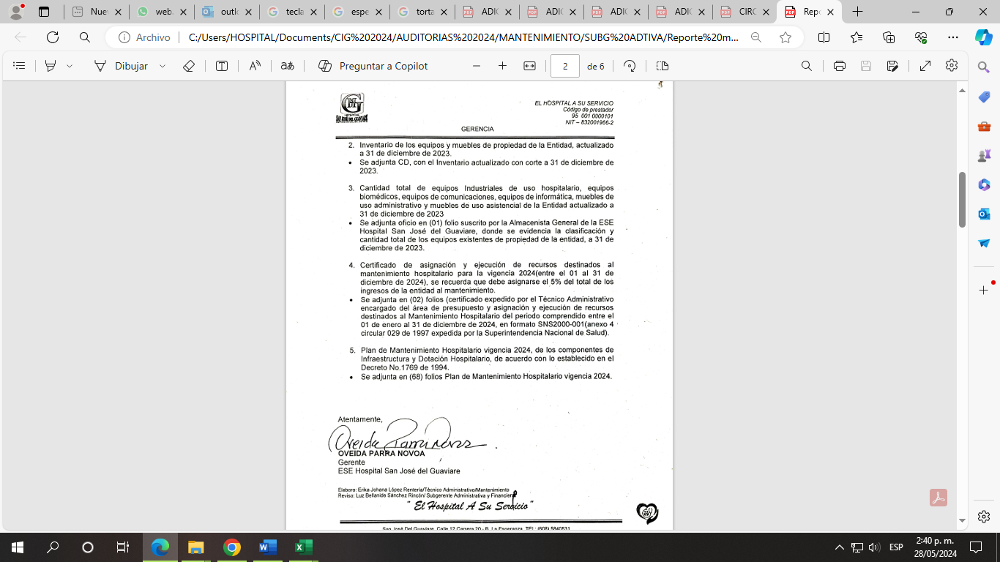 Nuev
web.
outlo
tecla
espe
torta
ADIC
ADIC
ADIC
ADIC
CIRC
Repo
Archivo
C:/Users/HOSPITAL/Documents/CIG%202024/AUDITORIAS%202024/MANTENIMIENTO/SUBG%20ADTIVA/Reporte%20m...
Dibujar
aあ
Preguntar a Copilot
2
de 6
HOSPITAL
SAN JOSÉ DEL GUAVIARE
EL HOSPITAL A SU SERVICIO
Código de prestador
95 001 0000101
NIT – 832001966-2
GERENCIA
2. Inventario de los equipos y muebles de propiedad de la Entidad, actualizado
a 31 de diciembre de 2023.
• Se adjunta CD, con el Inventario actualizado con corte a 31 de diciembre de
2023.
3. Cantidad total de equipos Industriales de uso hospitalario, equipos
biomédicos, equipos de comunicaciones, equipos de informática, muebles de
uso administrativo y muebles de uso asistencial de la Entidad actualizado a
31 de diciembre de 2023
• Se adjunta oficio en (01) folio suscrito por la Almacenista General de la ESE
Hospital San José del Guaviare, donde se evidencia la clasificación y
cantidad total de los equipos existentes de propiedad de la entidad, a 31 de
diciembre de 2023.
4. Certificado de asignación y ejecución de recursos destinados al
mantenimiento hospitalario para la vigencia 2024(entre el 01 al 31 de
diciembre de 2024), se recuerda que debe asignarse el 5% del total de los
ingresos de la entidad al mantenimiento.
• Se adjunta en (02) folios (certificado expedido por el Técnico Administrativo
encargado del área de presupuesto y asignación y ejecución de recursos
destinados al Mantenimiento Hospitalario del periodo comprendido entre el
01 de enero al 31 de diciembre de 2024, en formato SNS2000-001(anexo 4
circular 029 de 1997 expedida por la Superintendencia Nacional de Salud).
5. Plan de Mantenimiento Hospitalario vigencia 2024, de los componentes de
Infraestructura y Dotación Hospitalario, de acuerdo con lo establecido en el
Decreto No.1769 de 1994.
• Se adjunta en (68) folios Plan de Mantenimiento Hospitalario vigencia 2024.
Atentamente,
OVEIDA PARRA NOVOA
Gerente
ESE Hospital San José del Guaviare
Elaboro: Erika Johana López Rentería/Técnico Administrativo/Mantenimiento
Reviso: Luz Bellanide Sánchez Rincón/ Subgerente Administrativa y Financiera
" El Hospital A Su Servicio"
San José Del Guaviare, Calle 12 Carrera 20 - B. La Esperanza, TEL: (608) 5840531
ESP
2:40 p. m.
28/05/2024